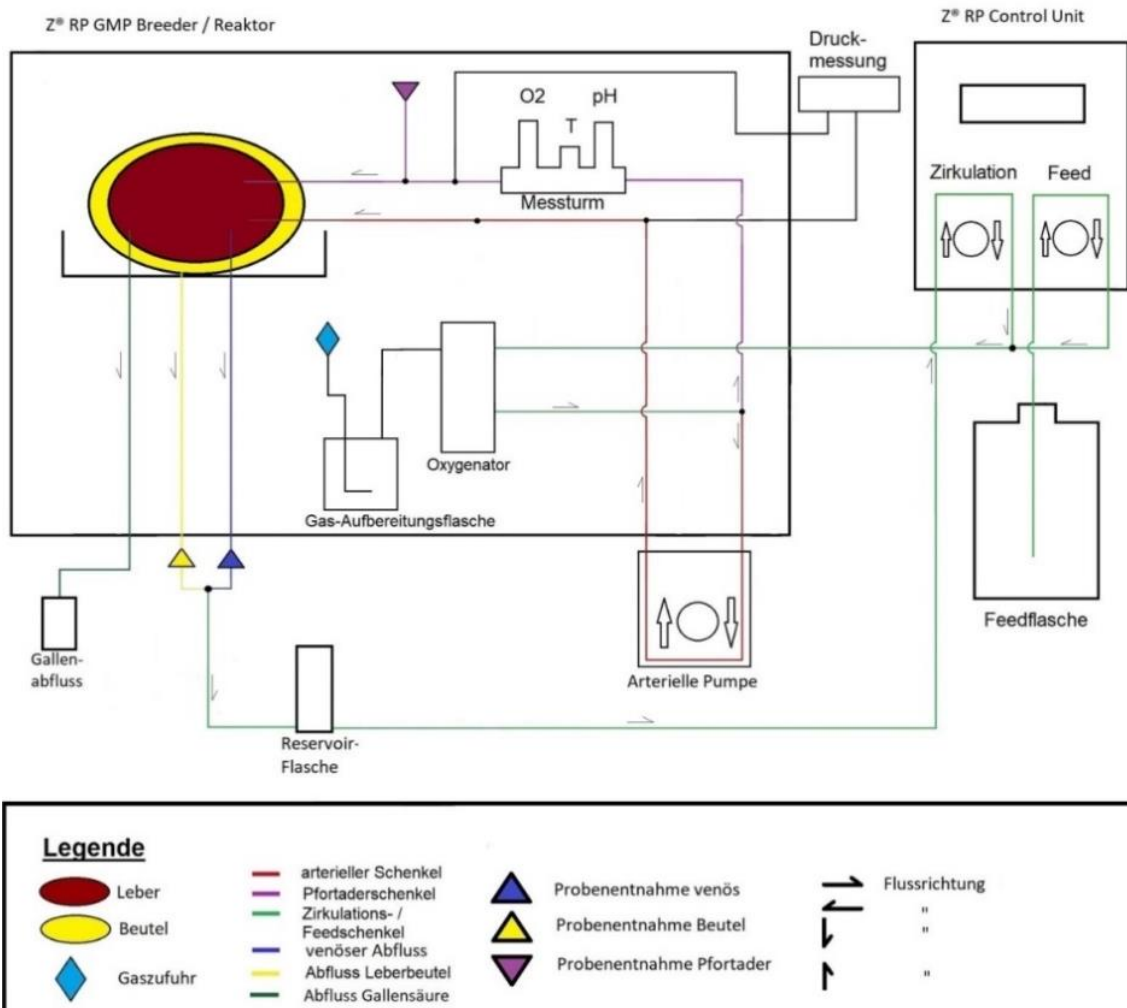 Z® RP GMP Breeder / Reaktor
Z® RP Control Unit
Druck-
messung
O2
pH
T
Messturm
Zirkulation
Feed
Oxygenator
Gas-Aufbereitungsflasche
Feedflasche
Gallen-
abfluss
Arterielle Pumpe
Reservoir-
Flasche
Legende
Leber
Beutel
Gaszufuhr
arterieller Schenkel
Pfortaderschenkel
Zirkulations- /
Feedschenkel
venöser Abfluss
Abfluss Leberbeutel
Abfluss Gallensäure
Probenentnahme venös
Probenentnahme Beutel
Probenentnahme Pfortader
Flussrichtung
"
"
"